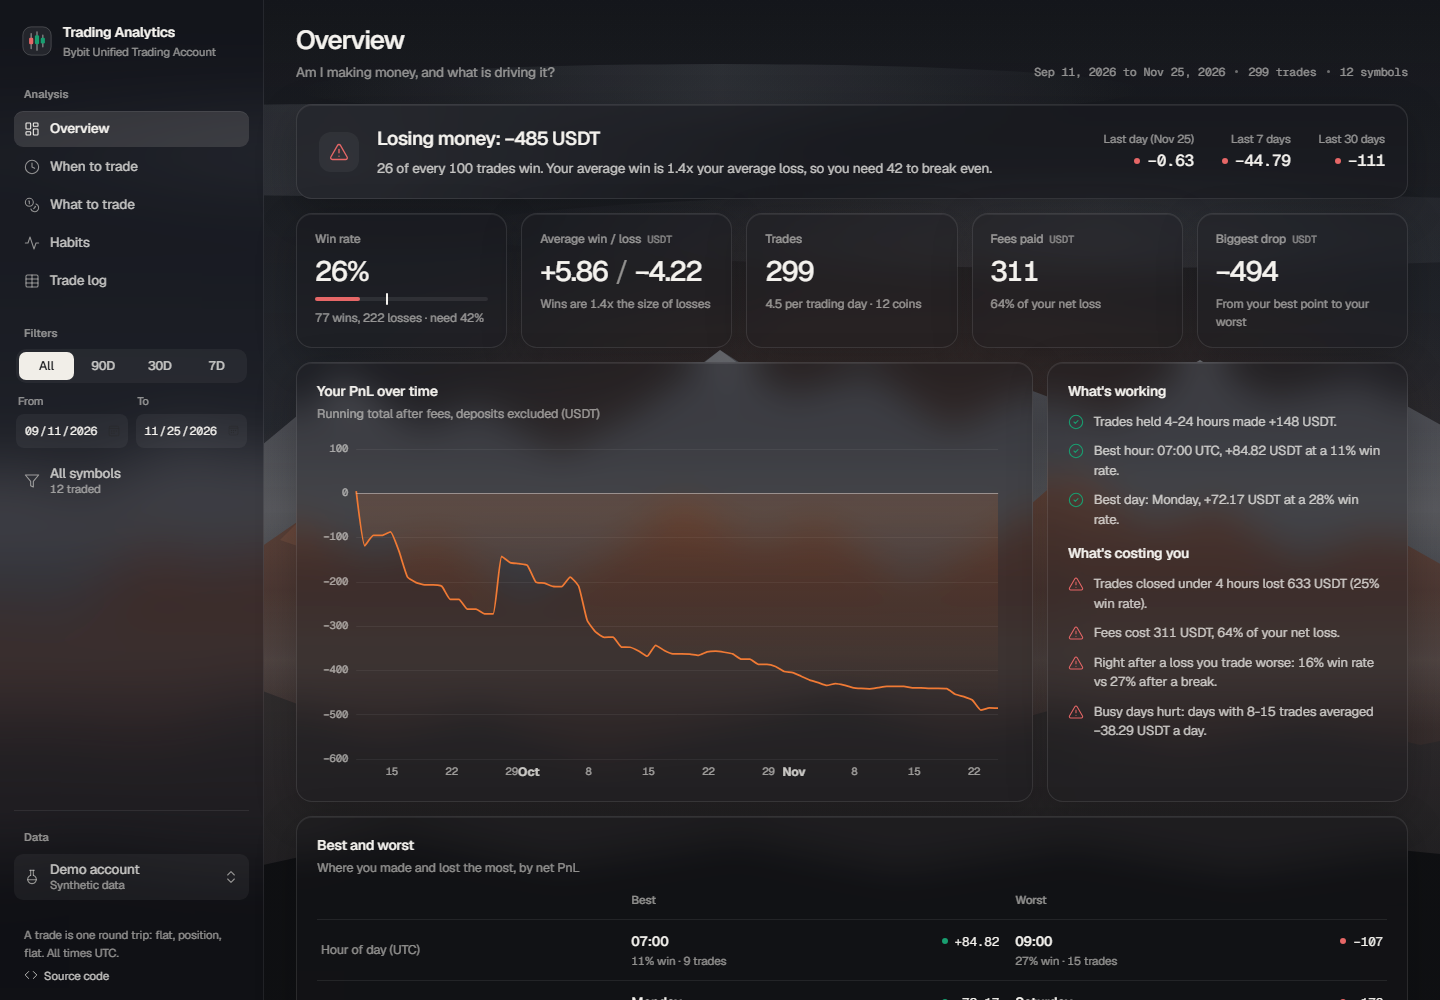 Trading Analytics
Bybit Unified Trading Account
Analysis
Overview
When to trade
What to trade
Habits
Trade log
Filters
All 90D 30D 7D
From To
09/11/2026 11/25/2026
All symbols
12 traded
Data
Demo account
Synthetic data
A trade is one round trip: flat, position,
flat. All times UTC.
Source code
Overview
Am I making money, and what is driving it?
Sep 11, 2026 to Nov 25, 2026 · 299 trades · 12 symbols
Losing money: −485 USDT
26 of every 100 trades win. Your average win is 1.4x your average loss, so you need 42 to break even.
Last day (Nov 25) Last 7 days Last 30 days
−0.63 −44.79 −111
Win rate
26%
77 wins, 222 losses · need 42%
Average win / loss USDT
+5.86 / −4.22
Wins are 1.4x the size of losses
Trades
299
4.5 per trading day · 12 coins
Fees paid USDT
311
64% of your net loss
Biggest drop USDT
−494
From your best point to your
worst
Your PnL over time
Running total after fees, deposits excluded (USDT)
100
0
−100
−200
−300
−400
−500
−600
15 22 29 Oct 8 15 22 29 Nov 8 15 22
What's working
Trades held 4-24 hours made +148 USDT.
Best hour: 07:00 UTC, +84.82 USDT at a 11% win
rate.
Best day: Monday, +72.17 USDT at a 28% win
rate.
What's costing you
Trades closed under 4 hours lost 633 USDT (25%
win rate).
Fees cost 311 USDT, 64% of your net loss.
Right after a loss you trade worse: 16% win rate
vs 27% after a break.
Busy days hurt: days with 8-15 trades averaged
−38.29 USDT a day.
Best and worst
Where you made and lost the most, by net PnL
Best Worst
Hour of day (UTC) 07:00 +84.82 09:00 −107
11% win · 9 trades 27% win · 15 trades